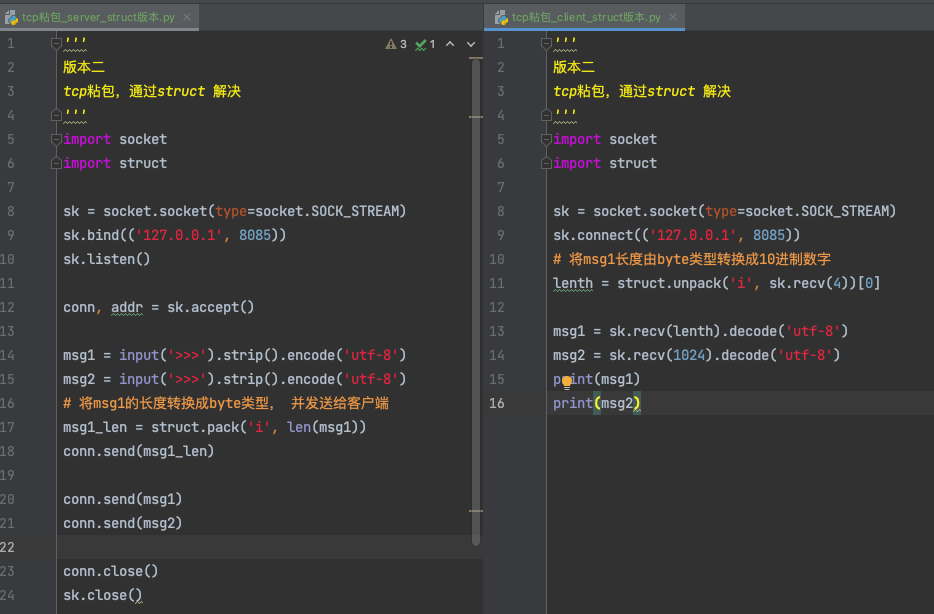 tcp粘包_server_struct版本.py
1 '''
2 版本二
3 tcp粘包，通过struct 解决
4 '''
5 import socket
6 import struct
7
8 sk = socket.socket(type=socket.SOCK_STREAM)
9 sk.bind(('127.0.0.1', 8085))
10 sk.listen()
11
12 conn, addr = sk.accept()
13
14 msg1 = input('>>>').strip().encode('utf-8')
15 msg2 = input('>>>').strip().encode('utf-8')
16 # 将msg1的长度转换成byte类型， 并发送给客户端
17 msg1_len = struct.pack('i', len(msg1))
18 conn.send(msg1_len)
19
20 conn.send(msg1)
21 conn.send(msg2)
22
23 conn.close()
24 sk.close()
3 1
tcp粘包_client_struct版本.py
1 '''
2 版本二
3 tcp粘包，通过struct 解决
4 '''
5 import socket
6 import struct
7
8 sk = socket.socket(type=socket.SOCK_STREAM)
9 sk.connect(('127.0.0.1', 8085))
10 # 将msg1长度由byte类型转换成10进制数字
11 lenth = struct.unpack('i', sk.recv(4))[0]
12
13 msg1 = sk.recv(lenth).decode('utf-8')
14 msg2 = sk.recv(1024).decode('utf-8')
15 print(msg1)
16 print(msg2)